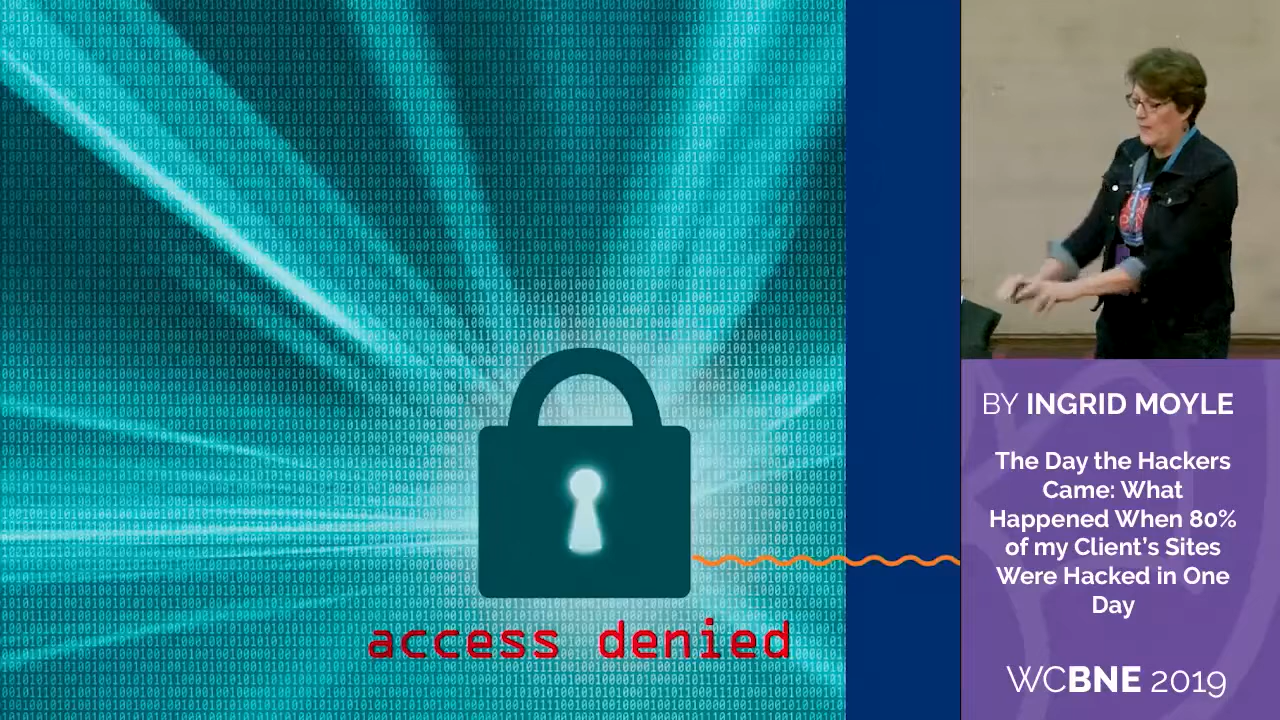 access denied
BY INGRID MOYLE
The Day the Hackers
Came: What
Happened When 80%
of my Client's Sites
Were Hacked in One
Day
WCBNE 2019